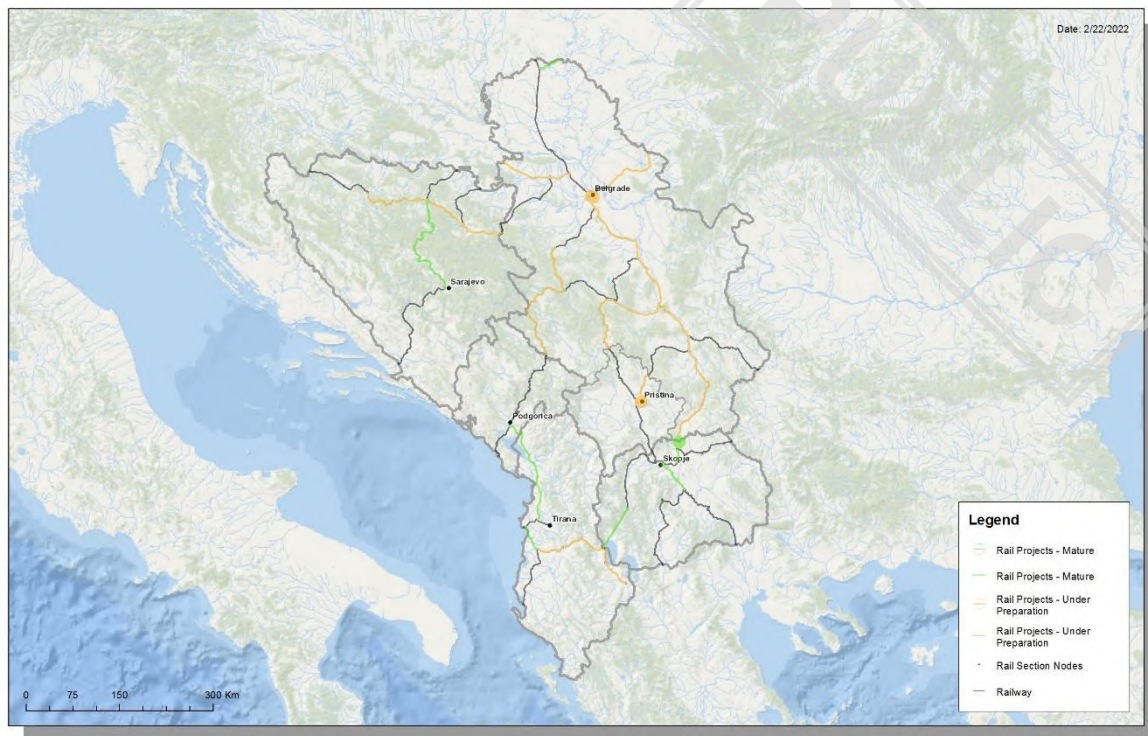 Date: 2/22/2022
Belgrade
Sarajevo
Pristina
Podgorica
Skopje
Tirana
Legend
Rail Projects - Mature
Rail Projects - Mature
Rail Projects - Under
Preparation
Rail Projects - Under
Preparation
Rail Section Nodes
Railway
0 75 150 300 Km